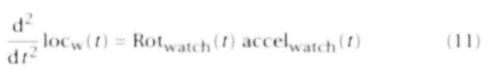 d²/dt² loc_w(t) = Rot_watch(t) accel_watch(t) (11)